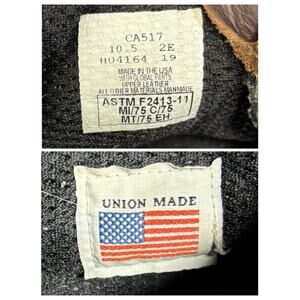 CA517
10.5 2E
H04164 19
MADE IN THE USA
WITH GLOBAL PARTS
UPPER LEATHER
ALL OTHER MATERIALS MANMADE
ASTM F2413-11
MI/75 C/75
MT/75 EH
UNION MADE